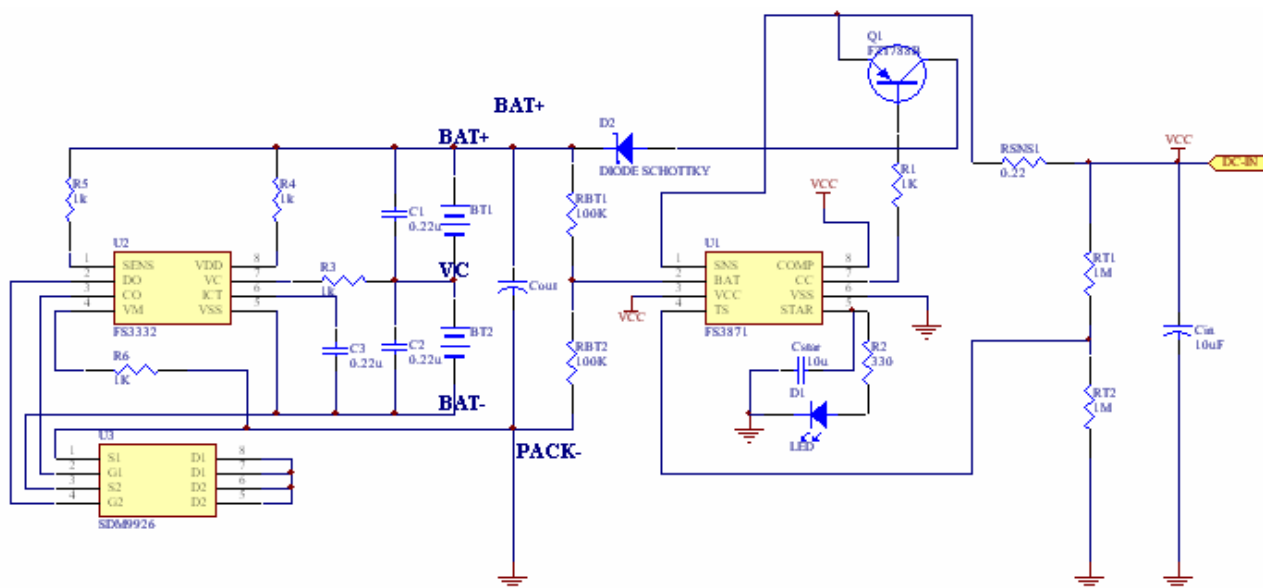 Q1
BAT+
BAT+
D2
DIODE SCHOTTKY
VCC
RSNS1
0.22
DC-IN
R5
1k
R4
1k
C1
0.22u
BT1
RBT1
100K
VCC
R1
1K
U2
1 SENS VDD 8
2 DO VC 7
3 CO ICT 6
4 VM VSS 5
FS3332
R3
1k
VC
Cout
U1
1 SNS COMP 8
2 BAT CC 7
3 VCC VSS 6
4 TS STAR 5
FS3871
VCC
RT1
1M
R6
1K
C3
0.22u
C2
0.22u
BT2
RBT2
100K
Cstar
10u
R2
330
Cin
10uF
BAT-
D1
LED
RT2
1M
PACK-
U3
1 S1 D1 8
2 G1 D1 7
3 S2 D2 6
4 G2 D2 5
SDM9926